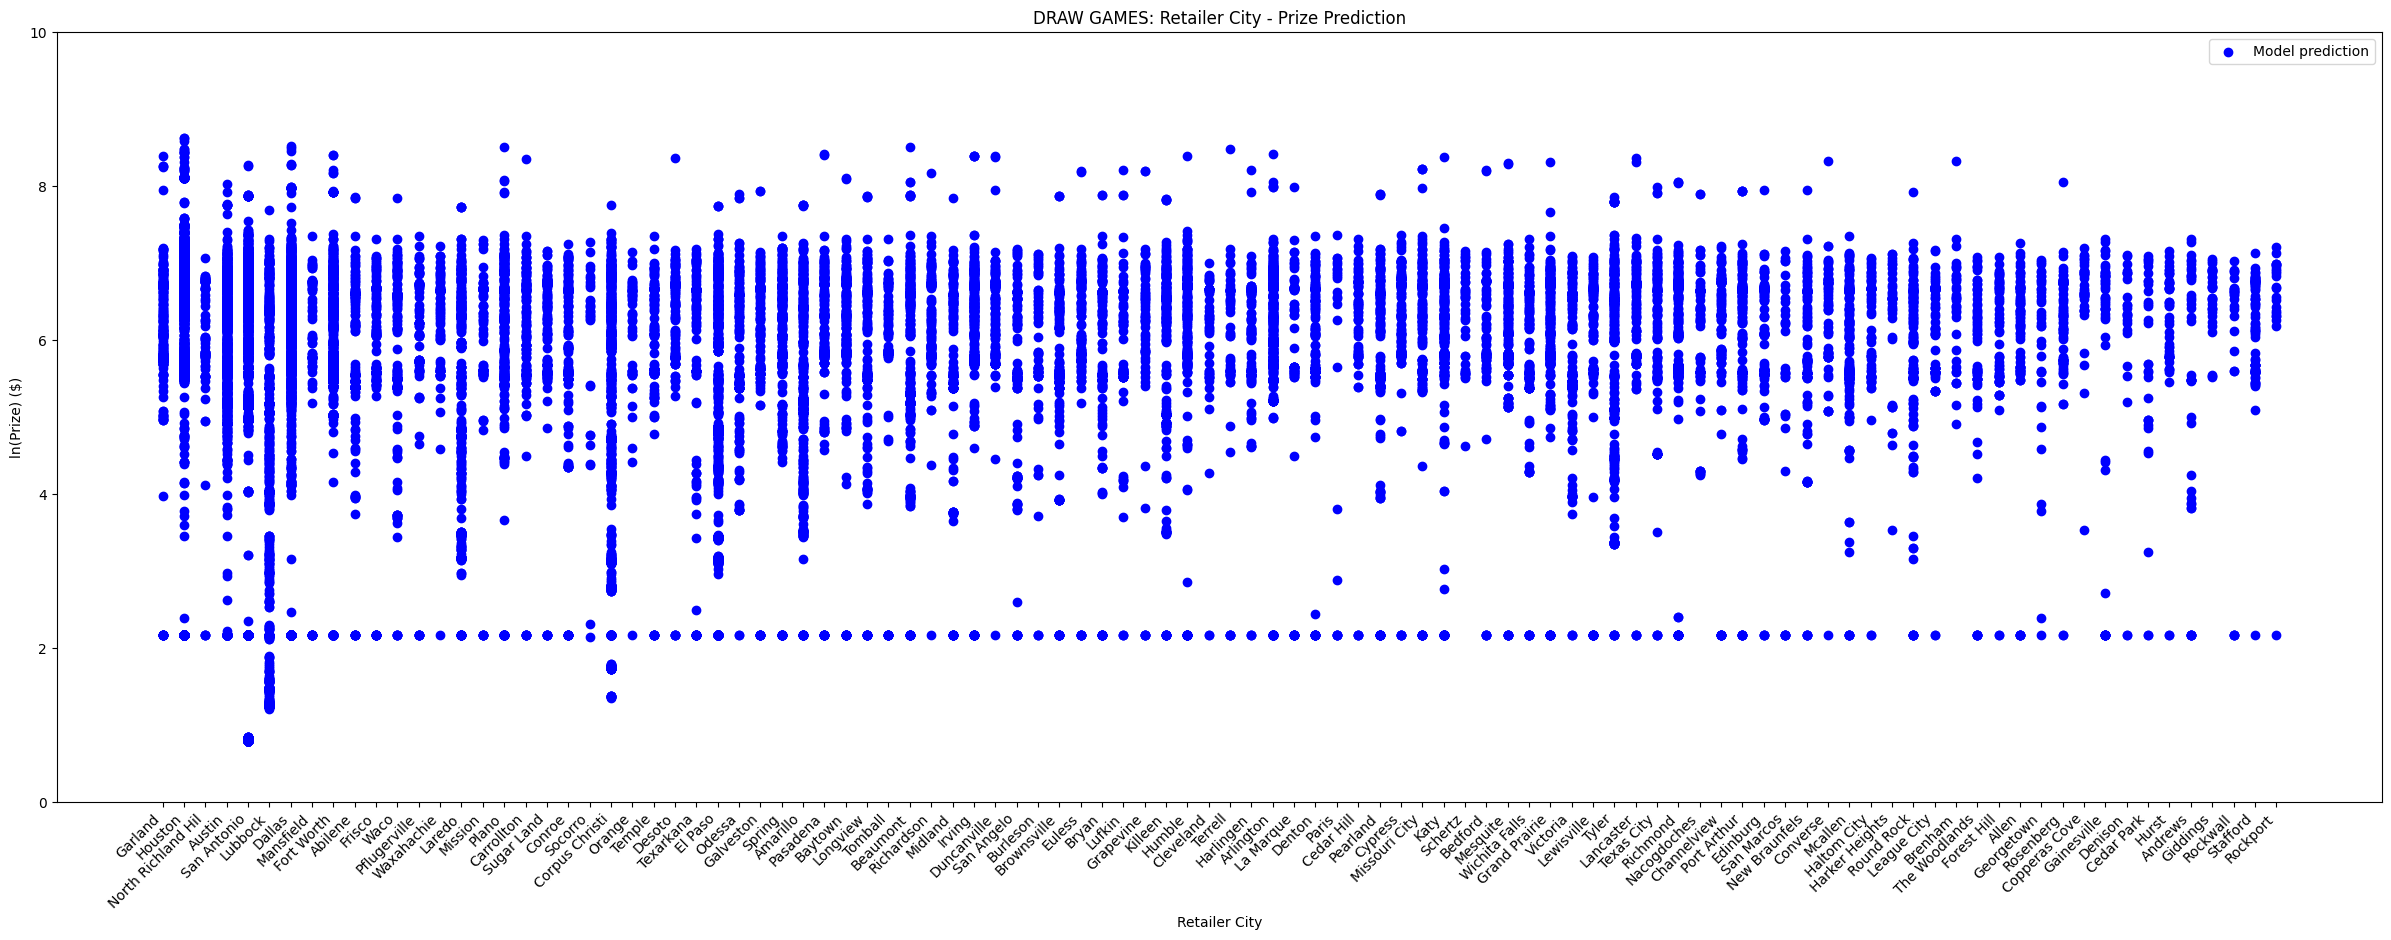 DRAW GAMES: Retailer City - Prize Prediction
Model prediction
10
8
6
4
2
0
ln(Prize) ($)
Garland
Houston
North Richland Hil
Austin
San Antonio
Lubbock
Dallas
Mansfield
Fort Worth
Abilene
Frisco
Waco
Pflugerville
Waxahachie
Laredo
Mission
Plano
Carrollton
Sugar Land
Conroe
Socorro
Corpus Christi
Orange
Temple
Desoto
Texarkana
El Paso
Odessa
Galveston
Spring
Amarillo
Pasadena
Baytown
Longview
Tomball
Beaumont
Richardson
Midland
Irving
Duncanville
San Angelo
Burleson
Brownsville
Euless
Bryan
Lufkin
Grapevine
Killeen
Humble
Cleveland
Terrell
Harlingen
Arlington
La Marque
Denton
Paris
Cedar Hill
Pearland
Cypress
Missouri City
Katy
Schertz
Bedford
Mesquite
Wichita Falls
Grand Prairie
Victoria
Lewisville
Tyler
Lancaster
Texas City
Richmond
Nacogdoches
Channelview
Port Arthur
Edinburg
San Marcos
New Braunfels
Converse
Mcallen
Haltom City
Harker Heights
Round Rock
League City
Brenham
The Woodlands
Forest Hill
Allen
Georgetown
Rosenberg
Copperas Cove
Gainesville
Denison
Cedar Park
Hurst
Andrews
Giddings
Rockwall
Stafford
Rockport
Retailer City